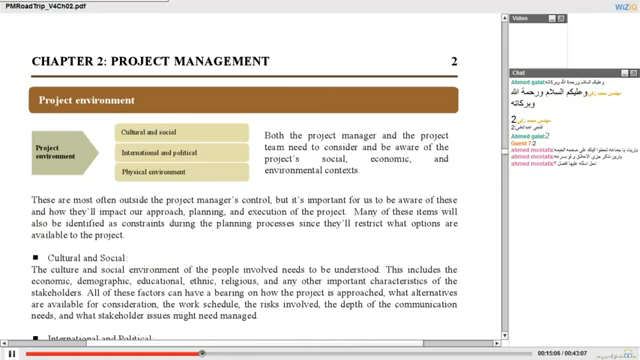 PMRoadTrip_V4Ch02.pdf
WiZiQ
CHAPTER 2: PROJECT MANAGEMENT 2
Project environment
Project
environment
Cultural and social
International and political
Physical environment
Both the project manager and the project
team need to consider and be aware of the
project's social, economic, and
environmental contexts.
These are most often outside the project manager's control, but it's important for us to be aware of these
and how they'll impact our approach, planning, and execution of the project. Many of these items will
also be identified as constraints during the planning processes since they'll restrict what options are
available to the project.
■ Cultural and Social:
The culture and social environment of the people involved needs to be understood. This includes the
economic, demographic, educational, ethnic, religious, and any other important characteristics of the
stakeholders. All of these factors can have a bearing on how the project is approached, what alternatives
are available for consideration, the work schedule, the risks involved, the depth of the communication
needs, and what stakeholder issues might need managed.
■ International and Political:
Video
Chat
Ahmed galal: وعليكم السلام ورحمة الله وبركاته
وعليكم السلام ورحمة الله
وبركاته
2
2
Ahmed galal: 2
Guest 7: 2
ahmed mostafa:
ahmed mostafa:
ahmed mostafa:
00:15:06 00:43:07